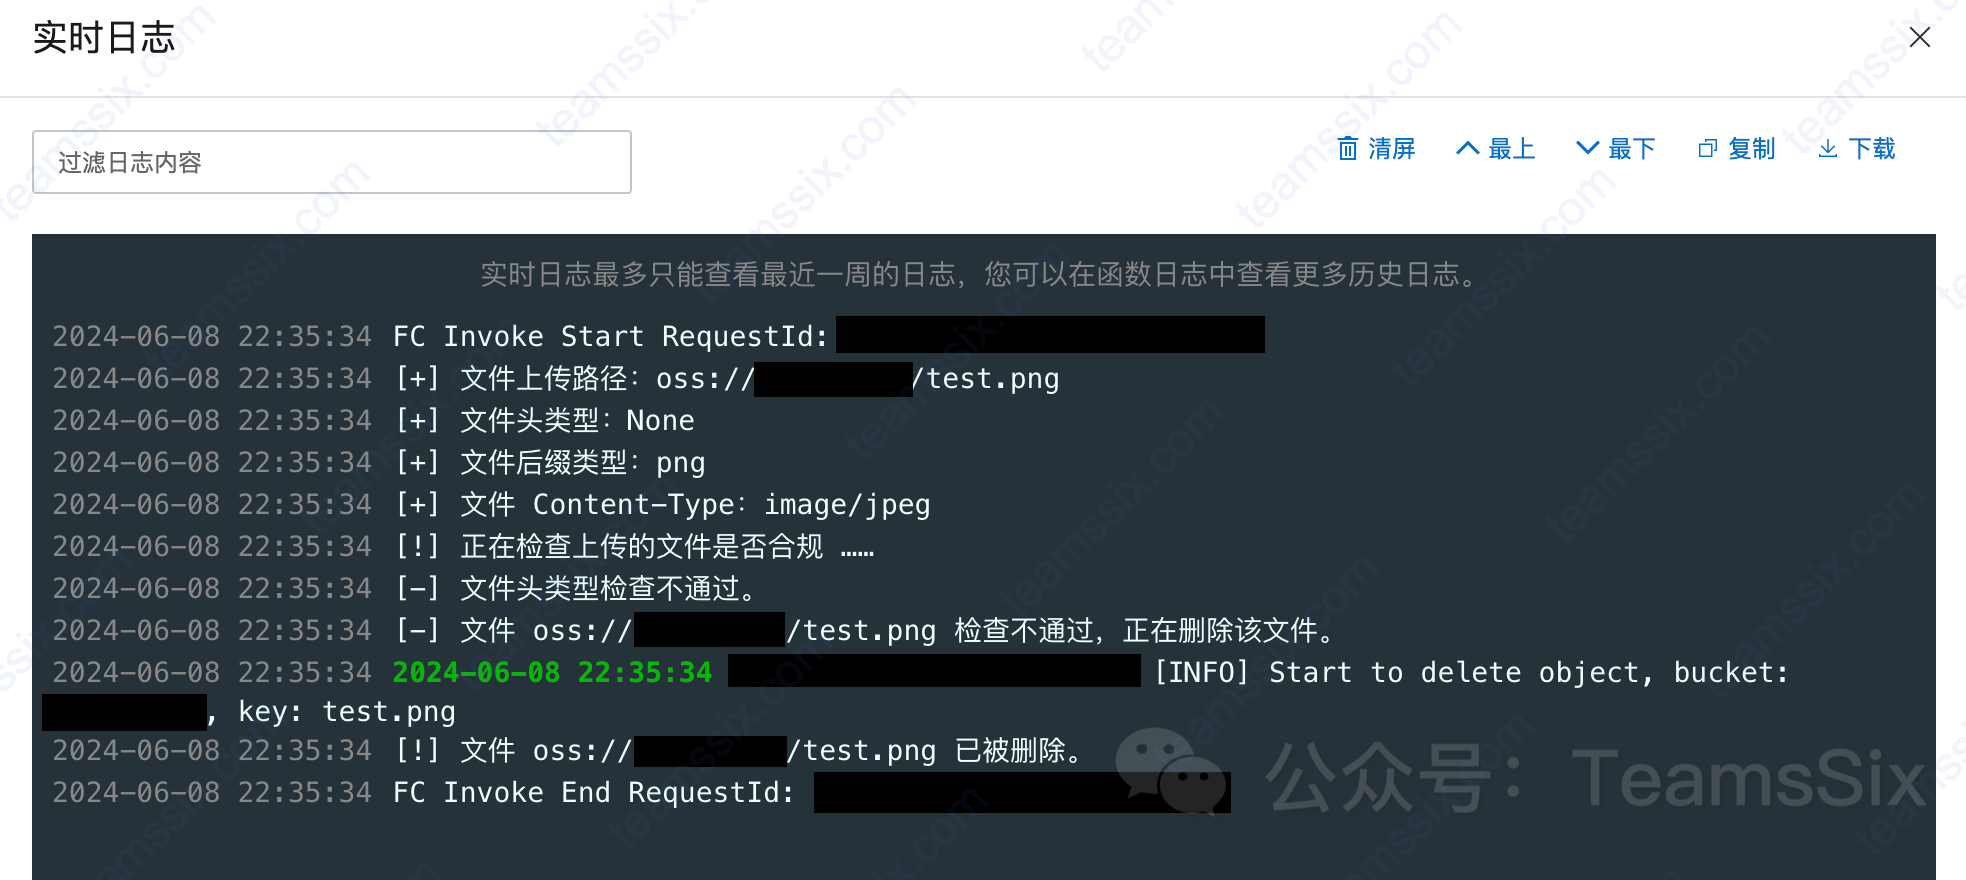 实时日志
过滤日志内容
清屏 最上 最下 复制 下载
实时日志最多只能查看最近一周的日志，您可以在函数日志中查看更多历史日志。
2024-06-08 22:35:34 FC Invoke Start RequestId:
2024-06-08 22:35:34 [+] 文件上传路径：oss:///test.png
2024-06-08 22:35:34 [+] 文件头类型：None
2024-06-08 22:35:34 [+] 文件后缀类型：png
2024-06-08 22:35:34 [+] 文件 Content-Type：image/jpeg
2024-06-08 22:35:34 [!] 正在检查上传的文件是否合规 ……
2024-06-08 22:35:34 [-] 文件头类型检查不通过。
2024-06-08 22:35:34 [-] 文件 oss:///test.png 检查不通过，正在删除该文件。
2024-06-08 22:35:34 2024-06-08 22:35:34 [INFO] Start to delete object, bucket:
, key: test.png
2024-06-08 22:35:34 [!] 文件 oss:///test.png 已被删除。
2024-06-08 22:35:34 FC Invoke End RequestId:
公众号：TeamsSix
teamssix.com